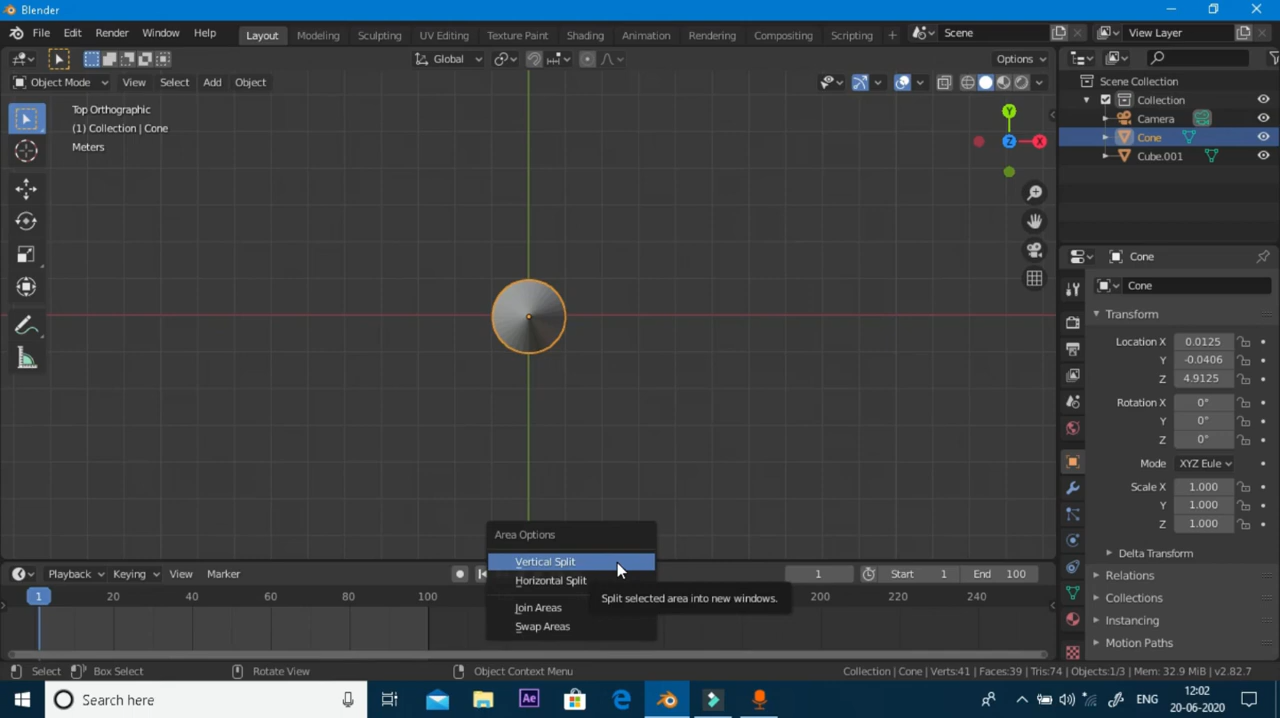 Blender
File Edit Render Window Help Layout Modeling Sculpting UV Editing Texture Paint Shading Animation Rendering Compositing Scripting + Scene View Layer
Global Options
Object Mode View Select Add Object
Top Orthographic
(1) Collection | Cone
Meters
Y
Z X
Scene Collection
Collection
Camera
Cone
Cube.001
Cone
Cone
Transform
Location X 0.0125
Y -0.0406
Z 4.9125
Rotation X 0°
Y 0°
Z 0°
Mode XYZ Eule
Scale X 1.000
Y 1.000
Z 1.000
Delta Transform
Relations
Collections
Instancing
Motion Paths
Area Options
Vertical Split
Horizontal Split
Join Areas
Swap Areas
Split selected area into new windows.
Playback Keying View Marker 1 Start 1 End 100
1 20 40 60 80 100 200 220 240
Select Box Select Rotate View Object Context Menu Collection | Cone | Verts:41 | Faces:39 | Tris:74 | Objects:1/3 | Mem: 32.9 MiB | v2.82.7
Search here Ae ENG 12:02
20-06-2020